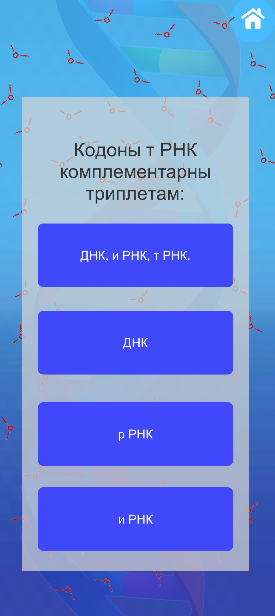 Кодоны т РНК
комплементарны
триплетам:
ДНК, и РНК, т РНК.
ДНК
р РНК
и РНК